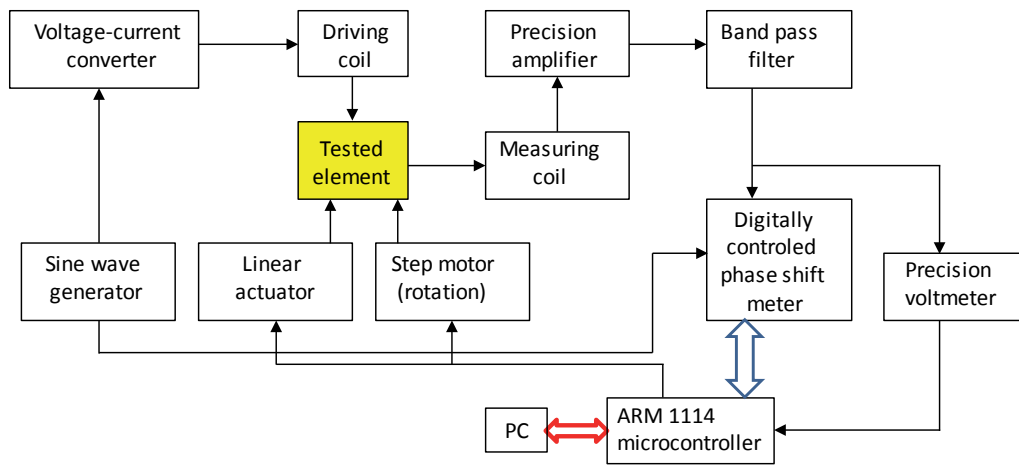 Voltage-current
converter
Driving
coil
Precision
amplifier
Band pass
filter
Tested
element
Measuring
coil
Sine wave
generator
Linear
actuator
Step motor
(rotation)
Digitally
controled
phase shift
meter
Precision
voltmeter
PC
ARM 1114
microcontroller